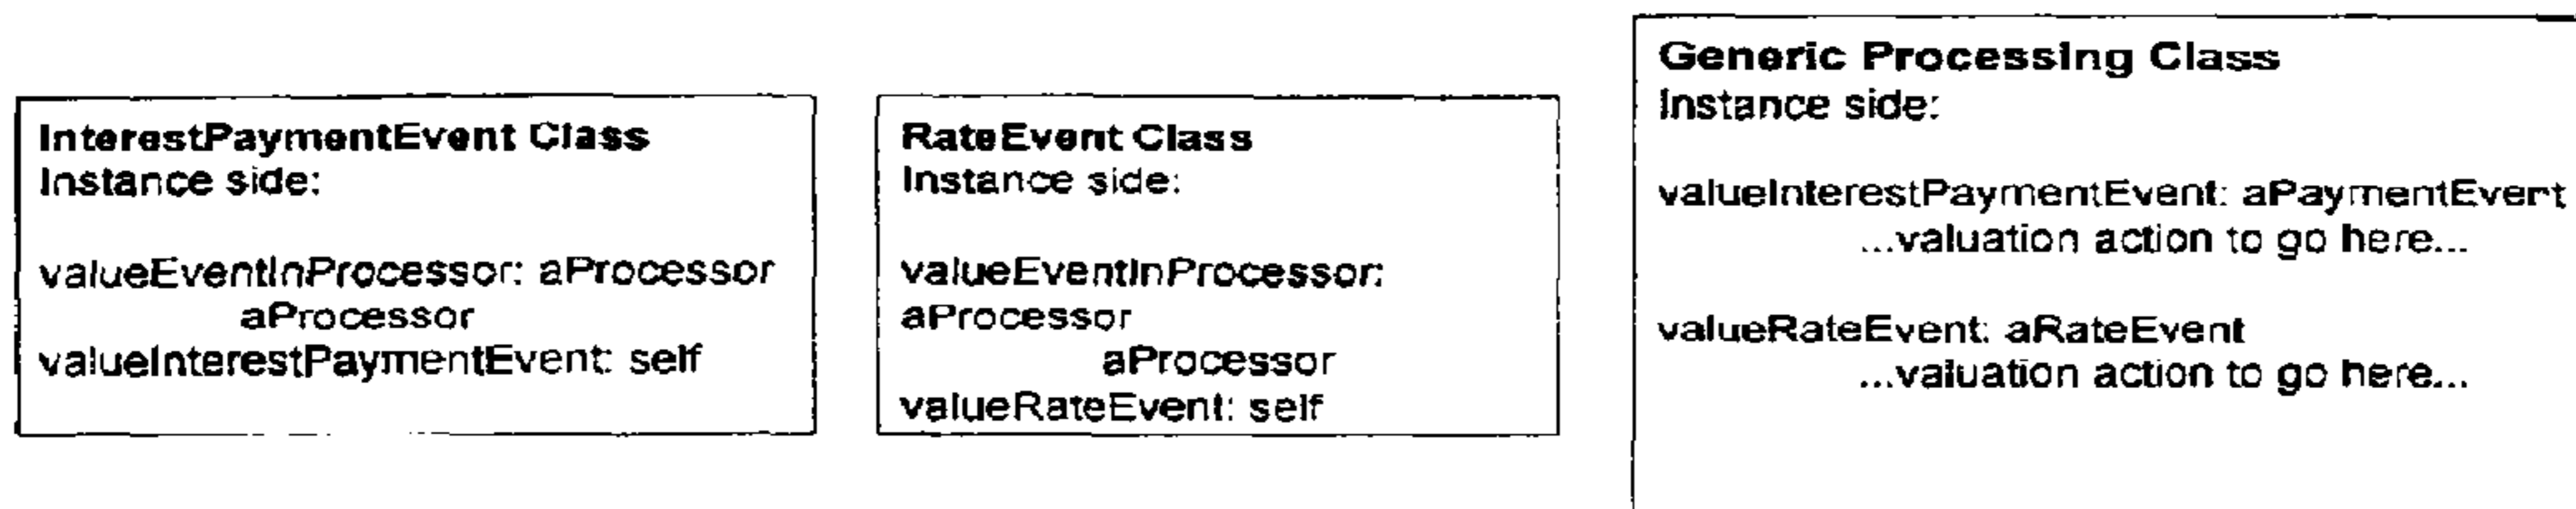 InterestPaymentEvent Class
Instance side:
valueEventInProcessor: aProcessor
aProcessor
valueInterestPaymentEvent: self
RateEvent Class
Instance side:
valueEventInProcessor:
aProcessor
aProcessor
valueRateEvent: self
Generic Processing Class
Instance side:
valueInterestPaymentEvent: aPaymentEvent
...valuation action to go here...
valueRateEvent: aRateEvent
...valuation action to go here...